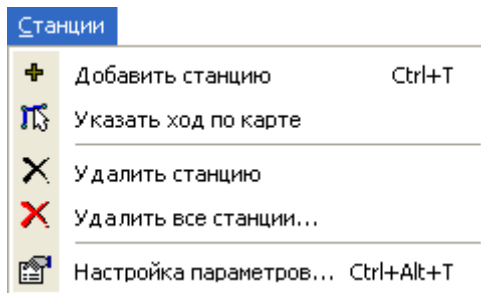 Станции
Добавить станцию Ctrl+T
Указать ход по карте
Удалить станцию
Удалить все станции...
Настройка параметров... Ctrl+Alt+T